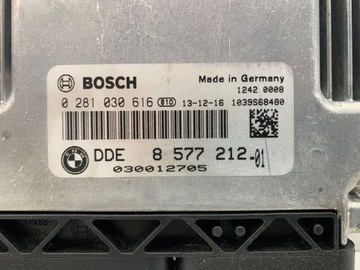 BOSCH
Made in Germany
1242 0008
0 281 030 616 810 13-12-16 1039S68480
DDE 8 577 212-01
030012705